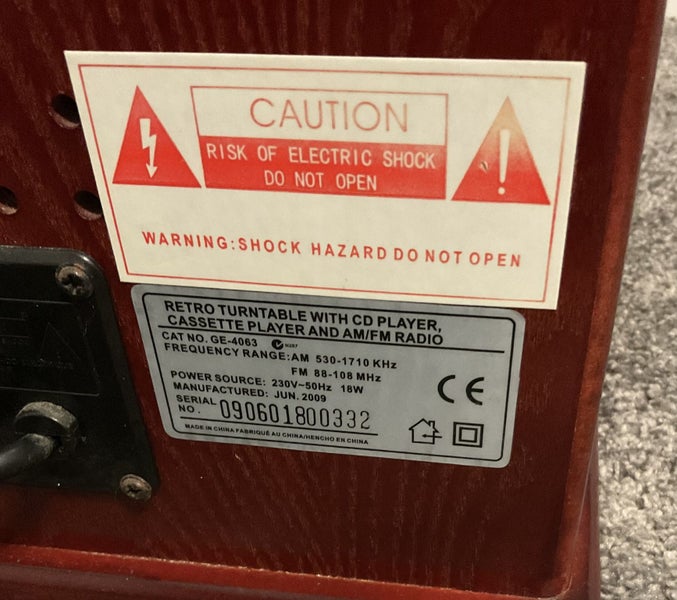 CAUTION
RISK OF ELECTRIC SHOCK
DO NOT OPEN
WARNING:SHOCK HAZARD DO NOT OPEN
RETRO TURNTABLE WITH CD PLAYER,
CASSETTE PLAYER AND AM/FM RADIO
CAT NO. GE-4063
FREQUENCY RANGE:AM 530-1710 KHz
FM 88-108 MHz
POWER SOURCE: 230V~50Hz 18W
MANUFACTURED: JUN. 2009
SERIAL NO. 090601800332
MADE IN CHINA FABRIQUÉ AU CHINA/HENCHO EN CHINA
CE